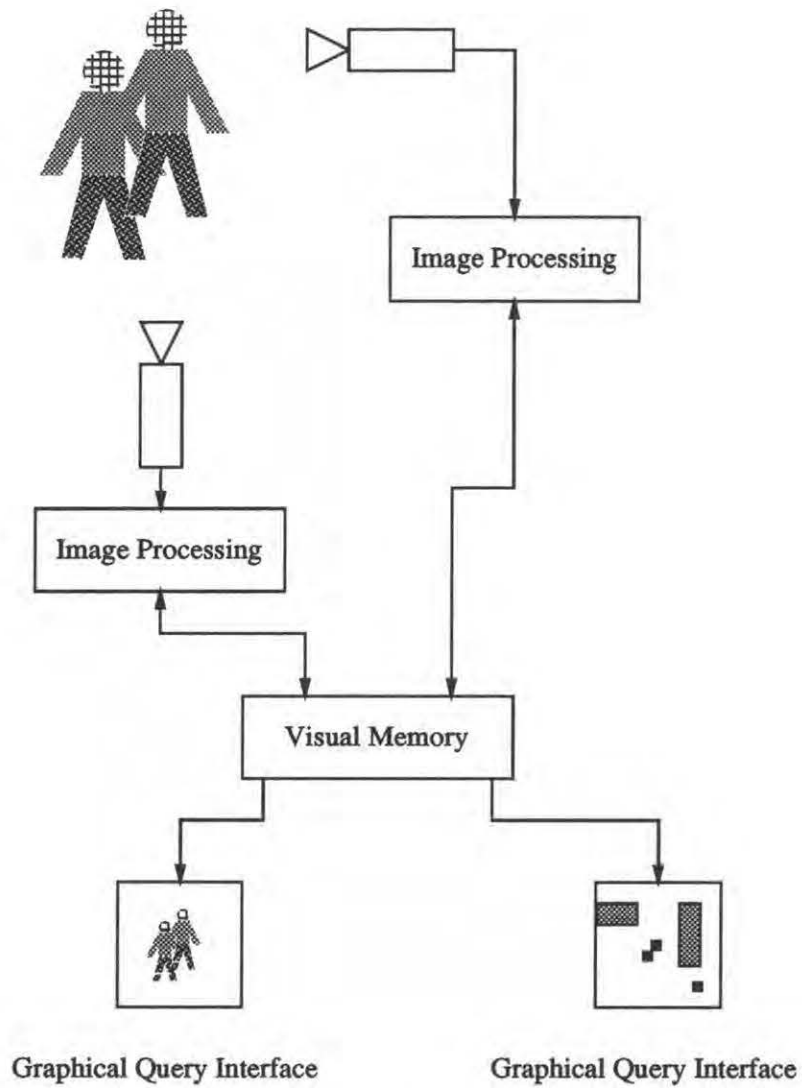 Image Processing
Image Processing
Visual Memory
Graphical Query Interface
Graphical Query Interface